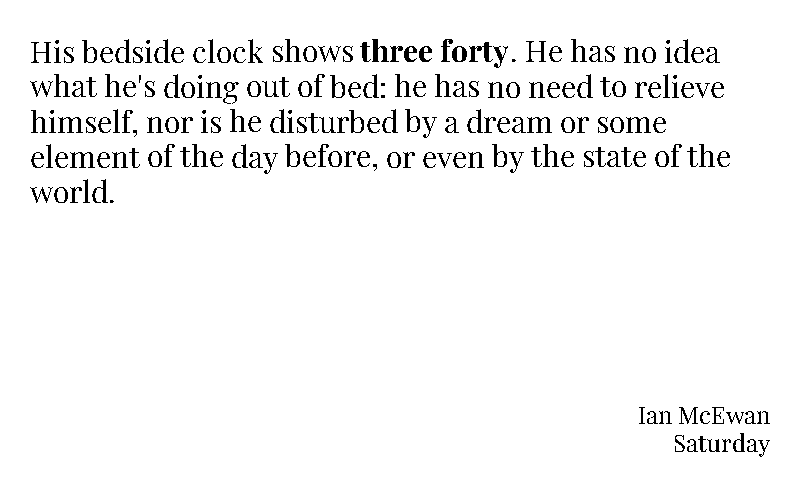 His bedside clock shows three forty. He has no idea
what he's doing out of bed: he has no need to relieve
himself, nor is he disturbed by a dream or some
element of the day before, or even by the state of the
world.
Ian McEwan
Saturday